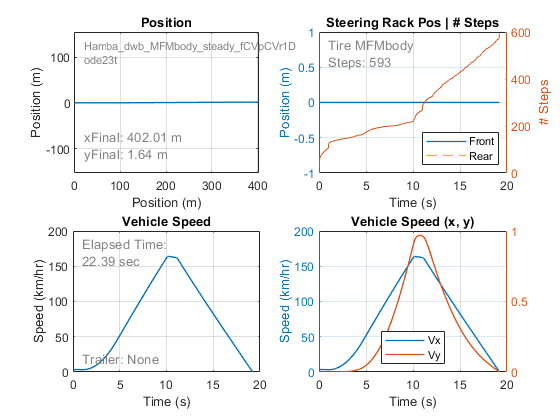 Position
Hamba_dwb_MFMbody_steady_fCVpCVr1D
ode23t
xFinal: 402.01 m
yFinal: 1.64 m
Position (m)
100
0
-100
0 100 200 300 400
Position (m)
Steering Rack Pos | # Steps
Tire MFMbody
Steps: 593
Front
Rear
Position (m)
1
0.5
0
-0.5
-1
# Steps
600
400
200
0
0 5 10 15 20
Time (s)
Vehicle Speed
Elapsed Time:
22.39 sec
Trailer: None
Speed (km/hr)
200
150
100
50
0
0 5 10 15 20
Time (s)
Vehicle Speed (x, y)
Vx
Vy
Speed (km/hr)
200
150
100
50
0
1
0.5
0
0 5 10 15 20
Time (s)